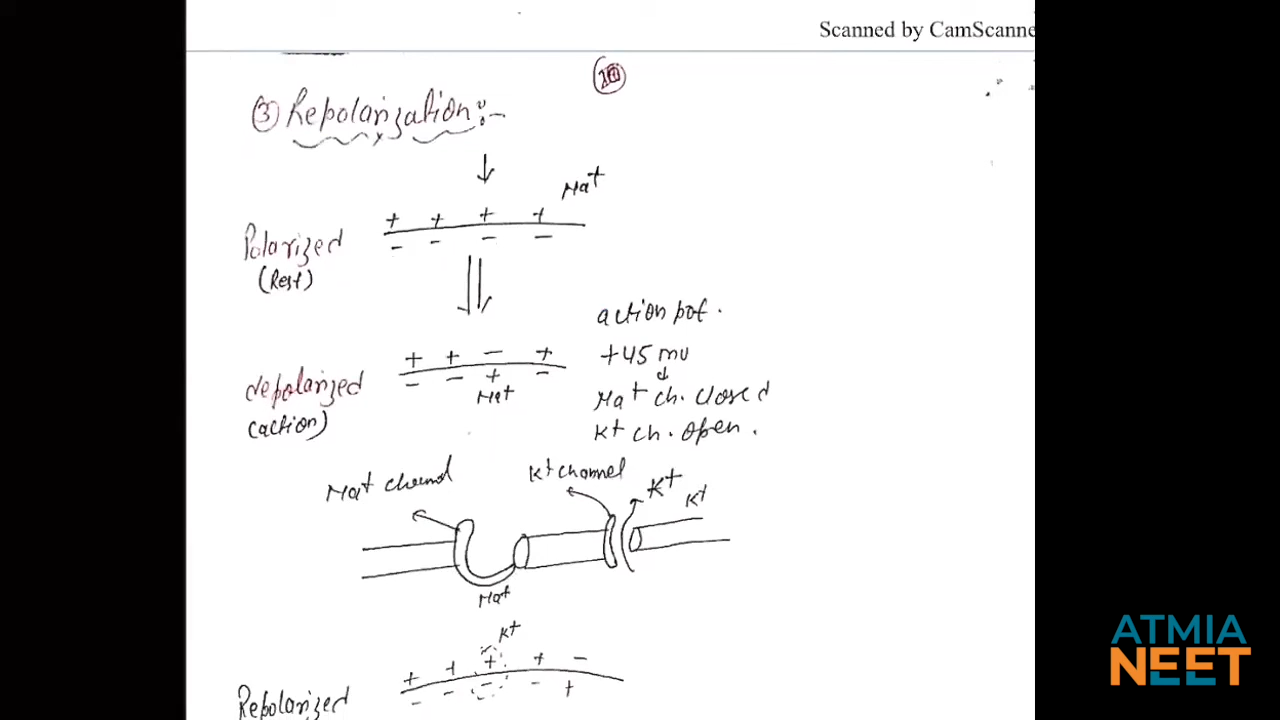 Scanned by CamScanne
10
③ Repolarization :-
Na+
+ + + +
Polarized
- - - -
(Rest)
action pot.
+ + - +
+45 mv
depolarized
- - + -
Na+
Na+ ch. closed
(action)
K+ ch. open.
Na+ channel
K+ channel
K+
K+
Na+
K+
+ + + + -
- - - - +
Repolarized
ATMIA
NEET